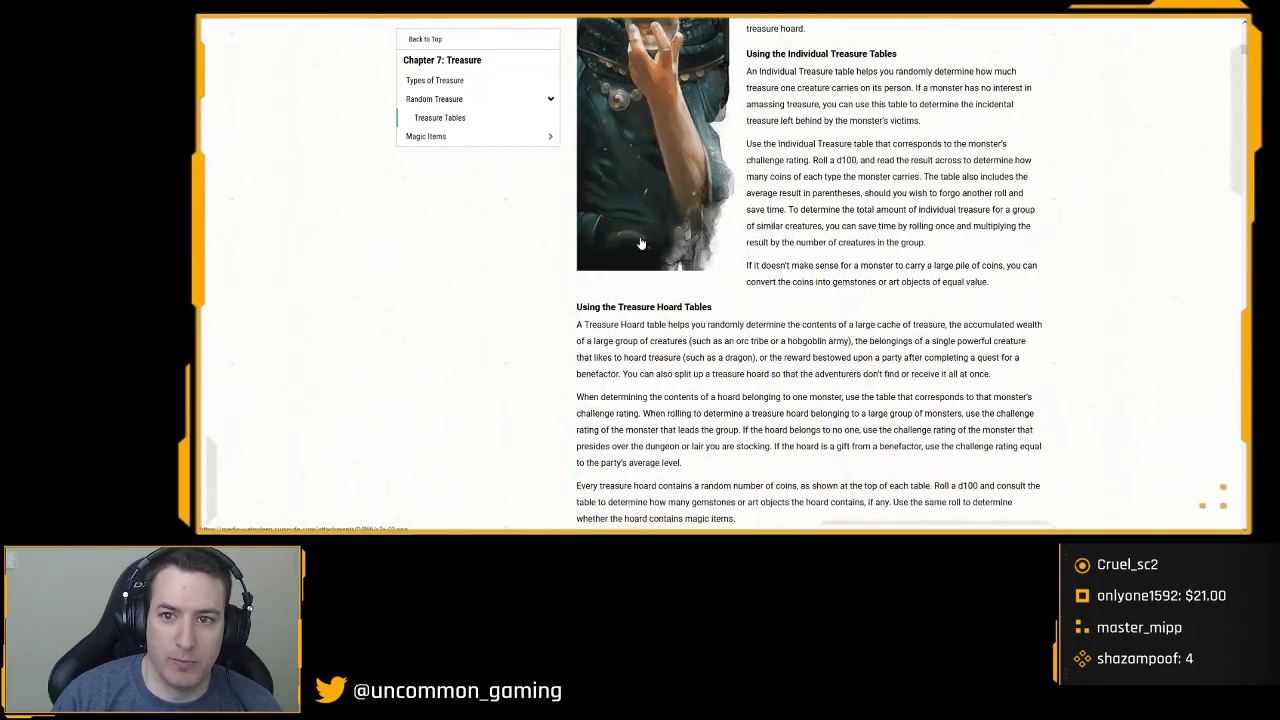 Back to Top
Chapter 7: Treasure
Types of Treasure
Random Treasure
Treasure Tables
Magic Items
treasure hoard.
Using the Individual Treasure Tables
An Individual Treasure table helps you randomly determine how much
treasure one creature carries on its person. If a monster has no interest in
amassing treasure, you can use this table to determine the incidental
treasure left behind by the monster's victims.
Use the Individual Treasure table that corresponds to the monster's
challenge rating. Roll a d100, and read the result across to determine how
many coins of each type the monster carries. The table also includes the
average result in parentheses, should you wish to forgo another roll and
save time. To determine the total amount of individual treasure for a group
of similar creatures, you can save time by rolling once and multiplying the
result by the number of creatures in the group.
If it doesn't make sense for a monster to carry a large pile of coins, you can
convert the coins into gemstones or art objects of equal value.
Using the Treasure Hoard Tables
A Treasure Hoard table helps you randomly determine the contents of a large cache of treasure, the accumulated wealth
of a large group of creatures (such as an orc tribe or a hobgoblin army), the belongings of a single powerful creature
that likes to hoard treasure (such as a dragon), or the reward bestowed upon a party after completing a quest for a
benefactor. You can also split up a treasure hoard so that the adventurers don't find or receive it all at once.
When determining the contents of a hoard belonging to one monster, use the table that corresponds to that monster's
challenge rating. When rolling to determine a treasure hoard belonging to a large group of monsters, use the challenge
rating of the monster that leads the group. If the hoard belongs to no one, use the challenge rating of the monster that
presides over the dungeon or lair you are stocking. If the hoard is a gift from a benefactor, use the challenge rating equal
to the party's average level.
Every treasure hoard contains a random number of coins, as shown at the top of each table. Roll a d100 and consult the
table to determine how many gemstones or art objects the hoard contains, if any. Use the same roll to determine
whether the hoard contains magic items.
Cruel_sc2
onlyone1592: $21.00
master_mipp
shazampoof: 4
@uncommon_gaming